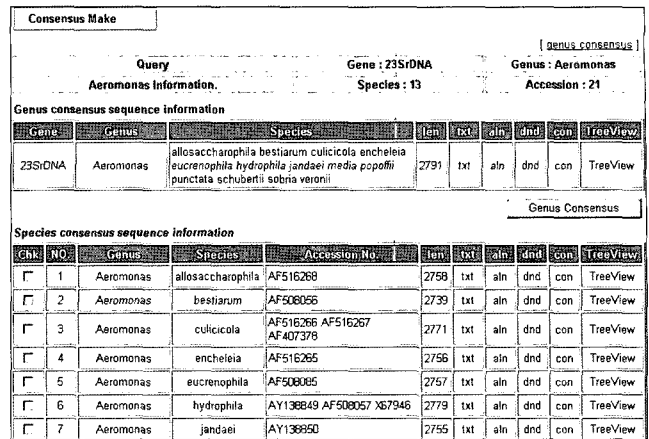 Consensus Make
[ genus consensus ]
Query Gene : 23SrDNA Genus : Aeromonas
Aeromonas Information. Species : 13 Accession : 21
Genus consensus sequence information
Gene Genus Species len txt aln dnd con TreeView
23SrDNA Aeromonas allosaccharophila bestiarum culicicola encheleia 2791 txt aln dnd con TreeView
eucrenophila hydrophila jandaei media popoffii
punctata schubertii sobria veronii
Genus Consensus
Species consensus sequence information
Chk NO. Genus Species Accession No. len txt aln dnd con TreeView
1 Aeromonas allosaccharophila AF516268 2758 txt aln dnd con TreeView
2 Aeromonas bestiarum AF508056 2739 txt aln dnd con TreeView
3 Aeromonas culicicola AF516266 AF516267 2771 txt aln dnd con TreeView
AF407378
4 Aeromonas encheleia AF516265 2756 txt aln dnd con TreeView
5 Aeromonas eucrenophila AF508085 2757 txt aln dnd con TreeView
6 Aeromonas hydrophila AY138849 AF508057 X67946 2779 txt aln dnd con TreeView
7 Aeromonas jandaei AY138850 2755 txt aln dnd con TreeView